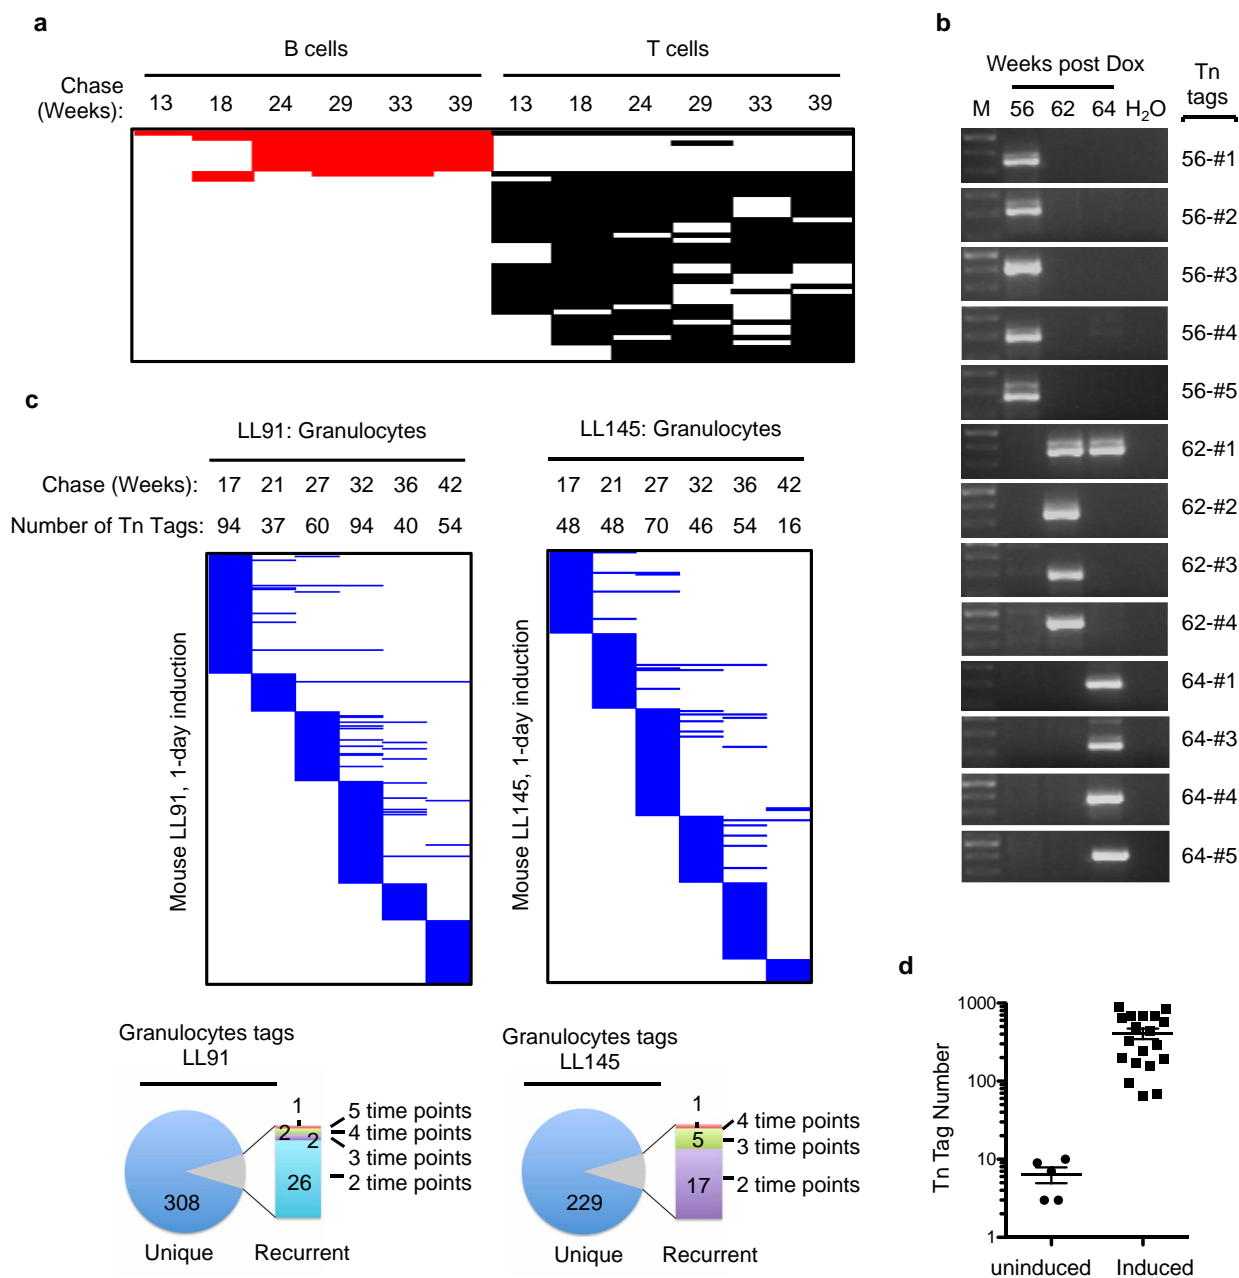 a
B cells
T cells
Chase
(Weeks):
13 18 24 29 33 39 13 18 24 29 33 39
b
Weeks post Dox
Tn
tags
M 56 62 64 H₂O
56-#1
56-#2
56-#3
56-#4
56-#5
62-#1
62-#2
62-#3
62-#4
64-#1
64-#3
64-#4
64-#5
c
LL91: Granulocytes
LL145: Granulocytes
Chase (Weeks): 17 21 27 32 36 42 17 21 27 32 36 42
Number of Tn Tags: 94 37 60 94 40 54 48 48 70 46 54 16
Mouse LL91, 1-day induction
Mouse LL145, 1-day induction
Granulocytes tags
LL91
308
Unique
1
2
2
26
5 time points
4 time points
3 time points
2 time points
Recurrent
Granulocytes tags
LL145
229
Unique
1
5
17
4 time points
3 time points
2 time points
Recurrent
d
Tn Tag Number
1000
100
10
1
uninduced
Induced